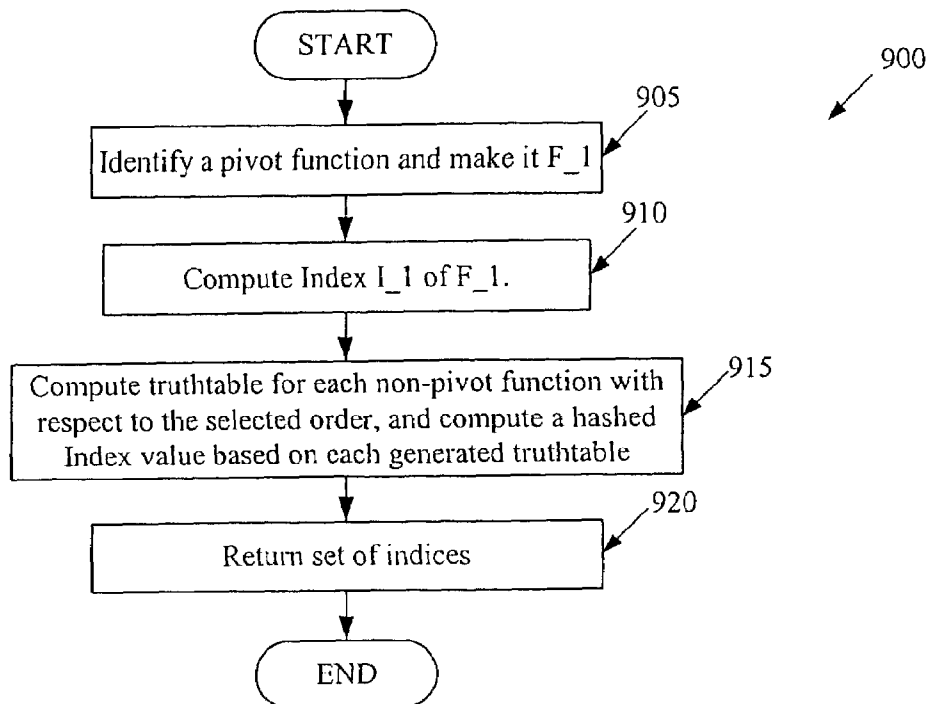 START
900
905
Identify a pivot function and make it F_1
910
Compute Index I_1 of F_1.
915
Compute truthtable for each non-pivot function with
respect to the selected order, and compute a hashed
Index value based on each generated truthtable
920
Return set of indices
END